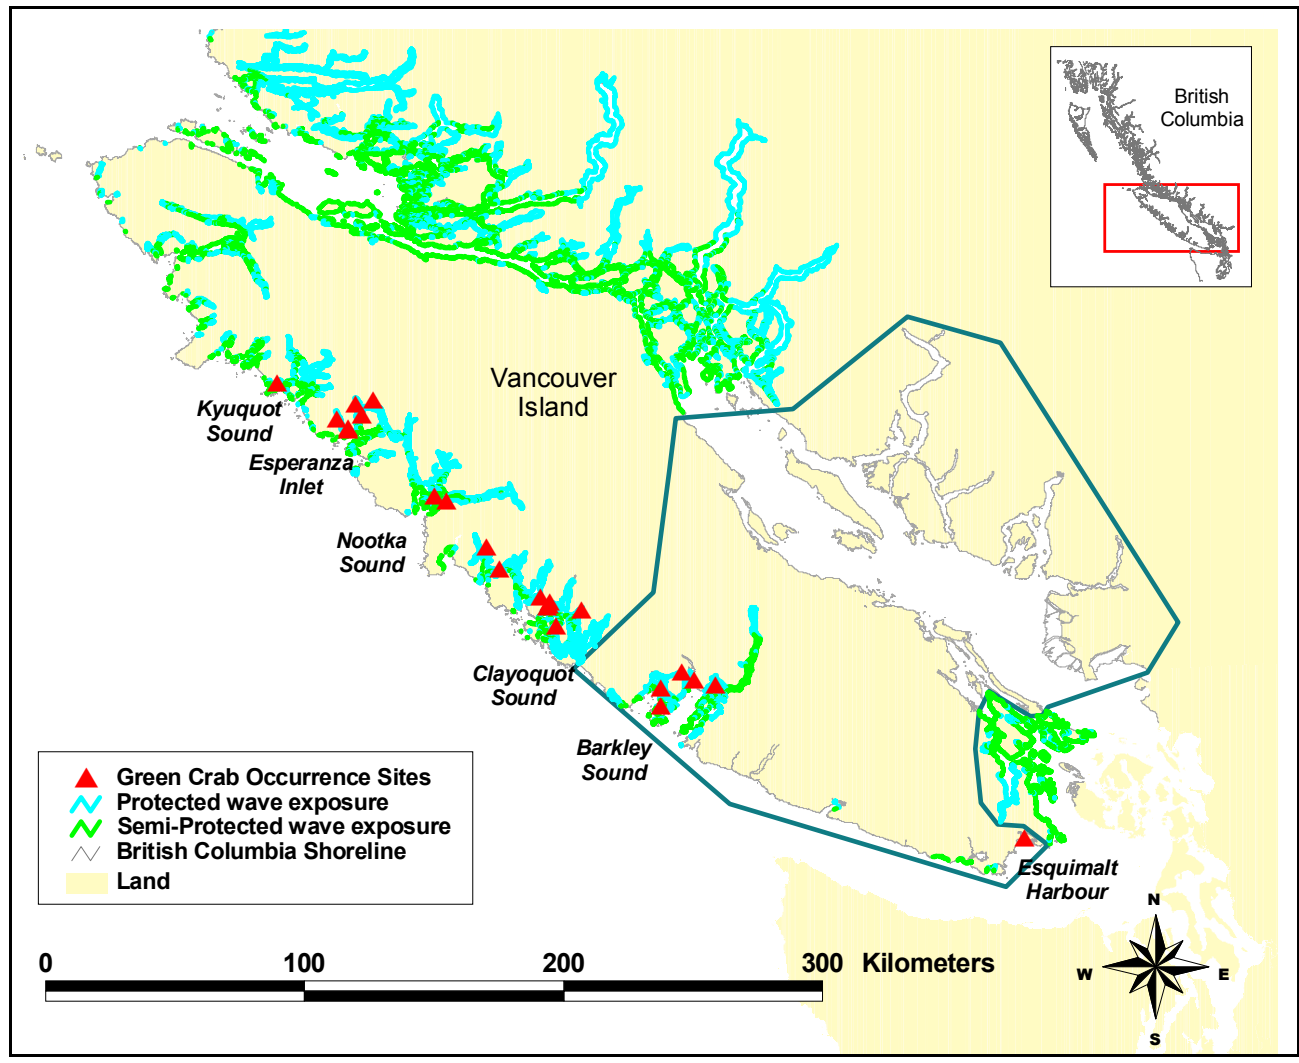 British
Columbia
Vancouver
Island
Kyuquot
Sound
Esperanza
Inlet
Nootka
Sound
Clayoquot
Sound
Barkley
Sound
Esquimalt
Harbour
Green Crab Occurrence Sites
Protected wave exposure
Semi-Protected wave exposure
British Columbia Shoreline
Land
N
W E
S
0 100 200 300 Kilometers